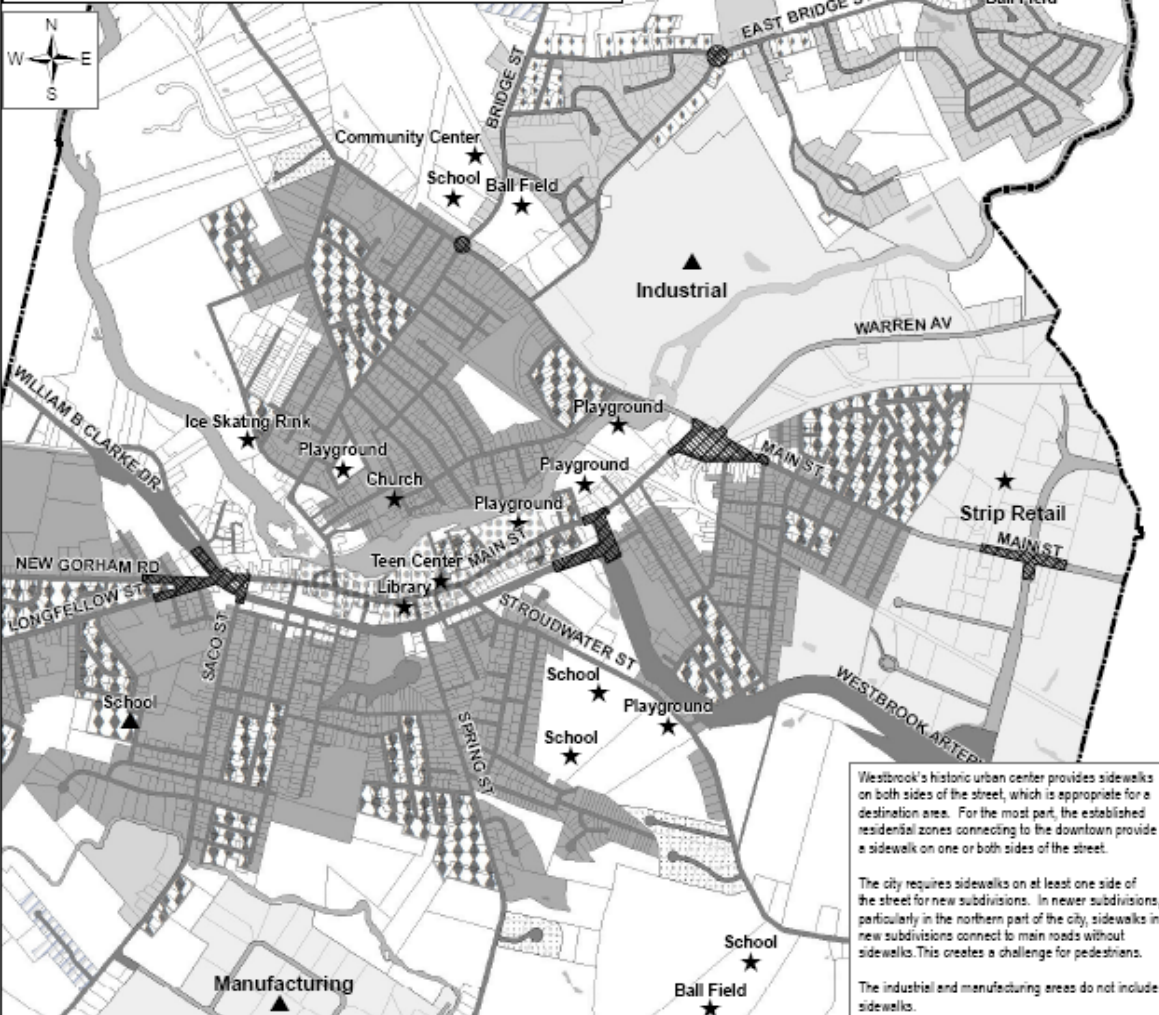 Ball Field
EAST BRIDGE ST
N
W E
S
BRIDGE ST
Community Center
School
Ball Field
Industrial
WARREN AV
WILLIAM B CLARKE DR
Ice Skating Rink
Playground
Playground
Church
Playground
MAIN ST
Playground
Strip Retail
MAIN ST
Teen Center
MAIN ST
Library
NEW GORHAM RD
LONGFELLOW ST
SACO ST
STROUDWATER ST
School
School
Playground
WESTBROOK ARTERI
SPRING ST
School
Westbrook's historic urban center provides sidewalks
on both sides of the street, which is appropriate for a
destination area. For the most part, the established
residential zones connecting to the downtown provide
a sidewalk on one or both sides of the street.
The city requires sidewalks on at least one side of
the street for new subdivisions. In newer subdivisions,
particularly in the northern part of the city, sidewalks in
new subdivisions connect to main roads without
sidewalks.This creates a challenge for pedestrians.
The industrial and manufacturing areas do not include
sidewalks.
School
Ball Field
Manufacturing